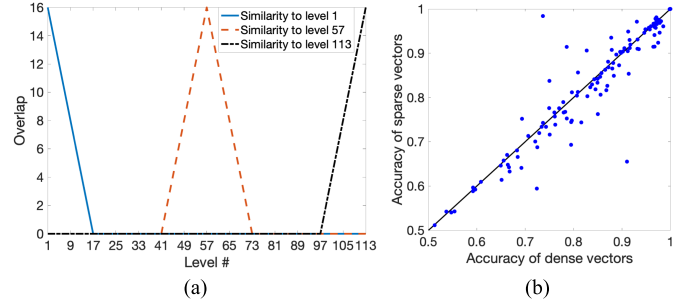 Similarity to level 1
Similarity to level 57
Similarity to level 113
16
14
12
10
8
6
4
2
0
Overlap
1 9 17 25 33 41 49 57 65 73 81 89 97 105 113
Level #
(a)
1
0.9
0.8
0.7
0.6
0.5
Accuracy of sparse vectors
0.5 0.6 0.7 0.8 0.9 1
Accuracy of dense vectors
(b)